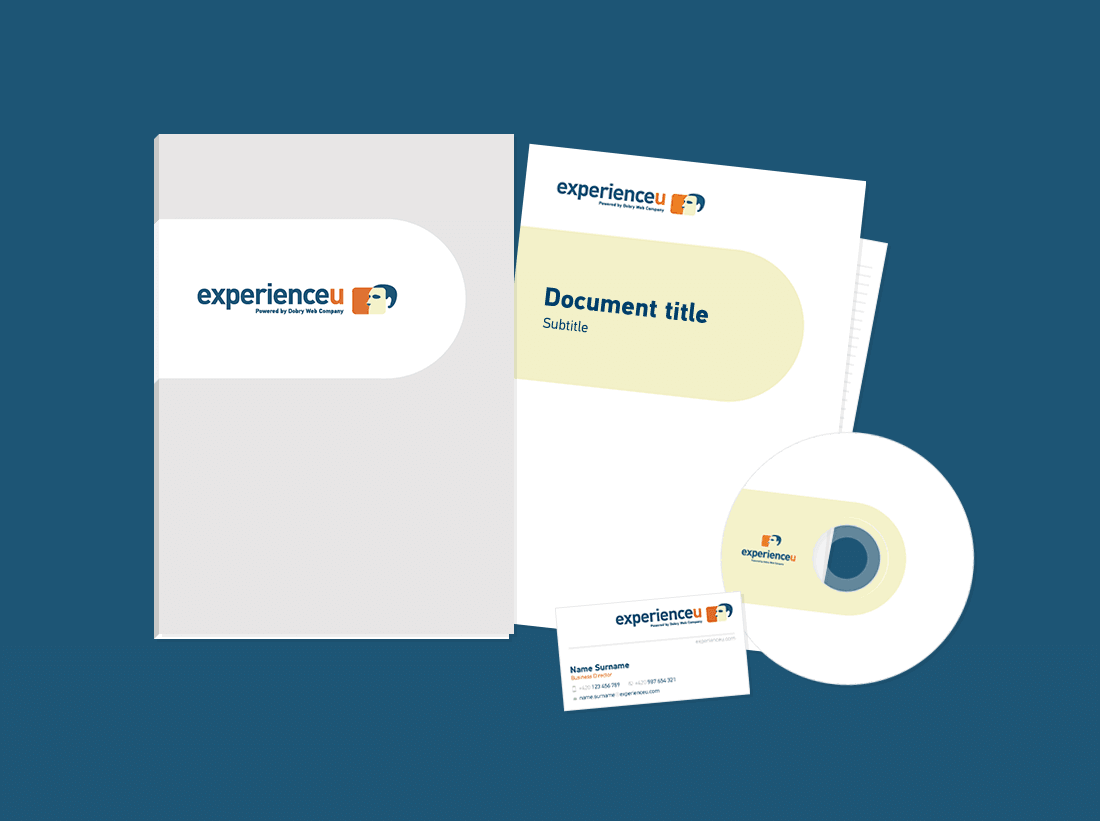 experienceu
Powered by Dobry Web Company
experienceu
Powered by Dobry Web Company
Document title
Subtitle
experienceu
experienceu
Powered by Dobry Web Company
experienceu.com
Name Surname
Business Director
+420 123 456 789 +420 987 654 321
name.surname@experienceu.com